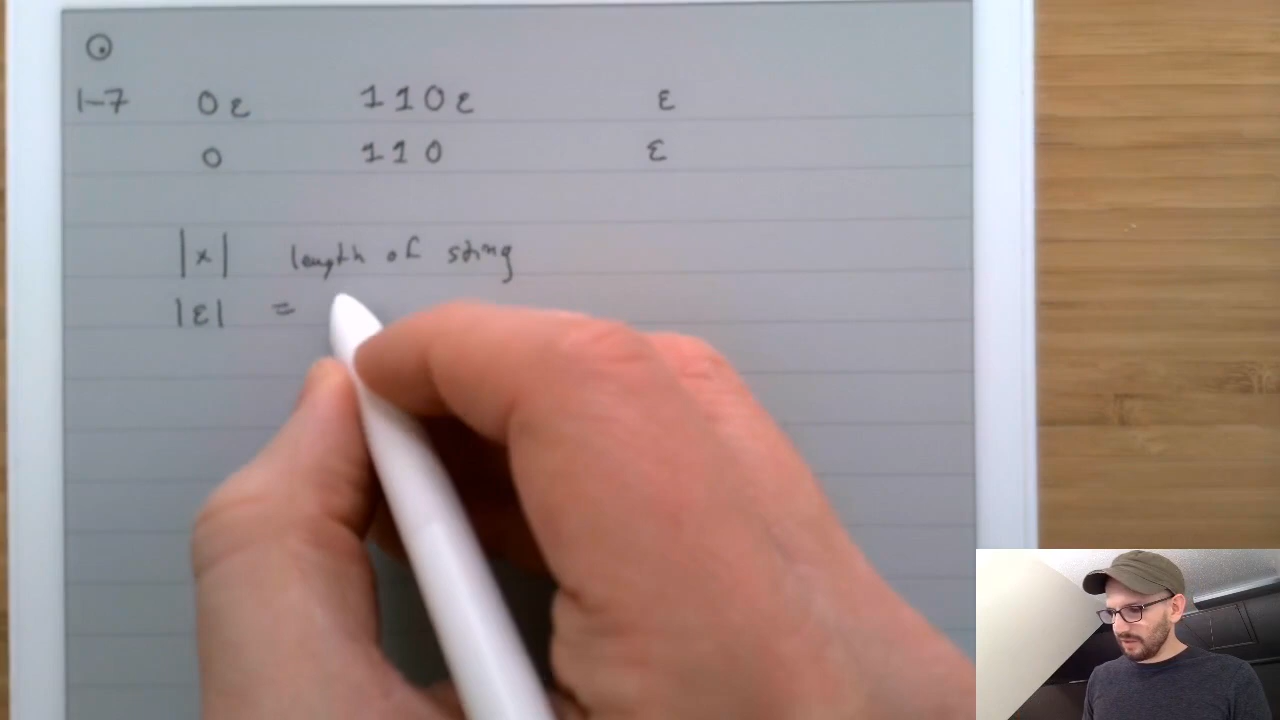 1-7 0ε 110ε ε
0 110 ε
|x| length of string
|ε| =